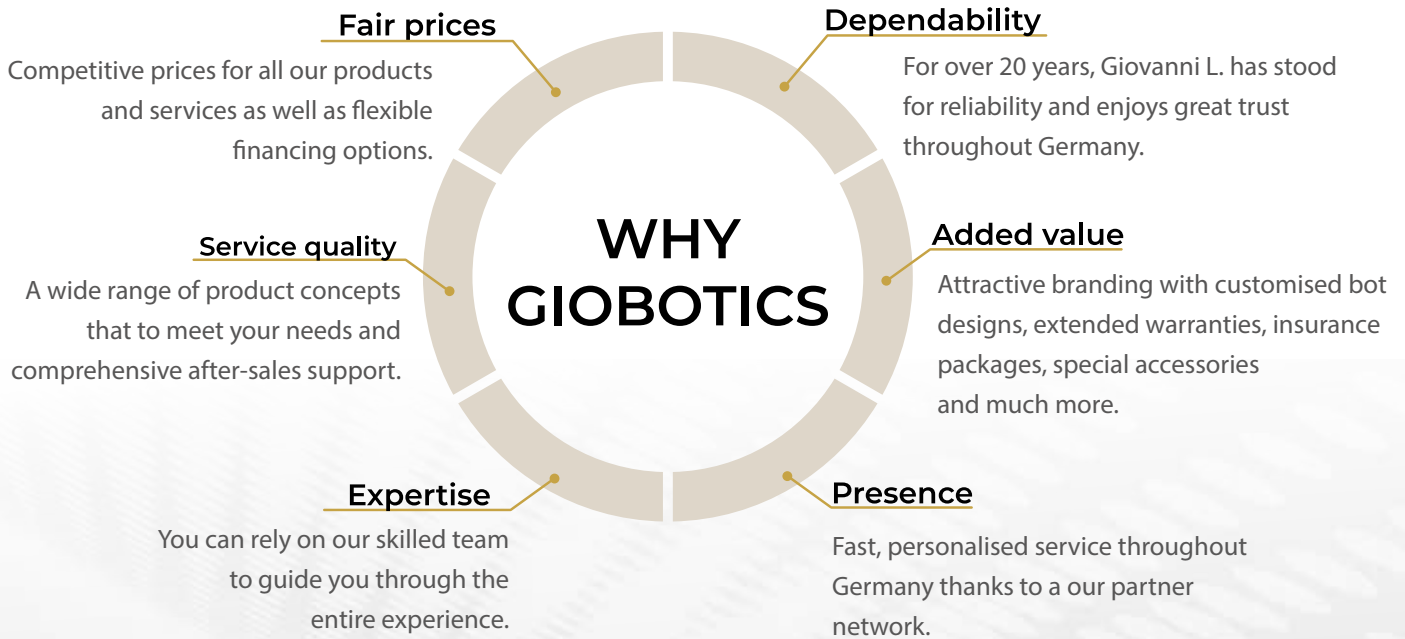 Fair prices
Competitive prices for all our products
and services as well as flexible
financing options.
Dependability
For over 20 years, Giovanni L. has stood
for reliability and enjoys great trust
throughout Germany.
Service quality
A wide range of product concepts
that to meet your needs and
comprehensive after-sales support.
WHY
GIOBOTICS
Added value
Attractive branding with customised bot
designs, extended warranties, insurance
packages, special accessories
and much more.
Expertise
You can rely on our skilled team
to guide you through the
entire experience.
Presence
Fast, personalised service throughout
Germany thanks to a our partner
network.